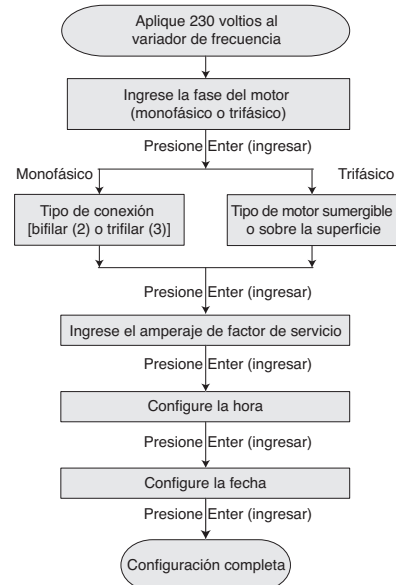 Aplique 230 voltios al
variador de frecuencia
Ingrese la fase del motor
(monofásico o trifásico)
Presione Enter (ingresar)
Monofásico
Trifásico
Tipo de conexión
[bifilar (2) o trifilar (3)]
Tipo de motor sumergible
o sobre la superficie
Presione Enter (ingresar)
Ingrese el amperaje de factor de servicio
Presione Enter (ingresar)
Configure la hora
Presione Enter (ingresar)
Configure la fecha
Presione Enter (ingresar)
Configuración completa